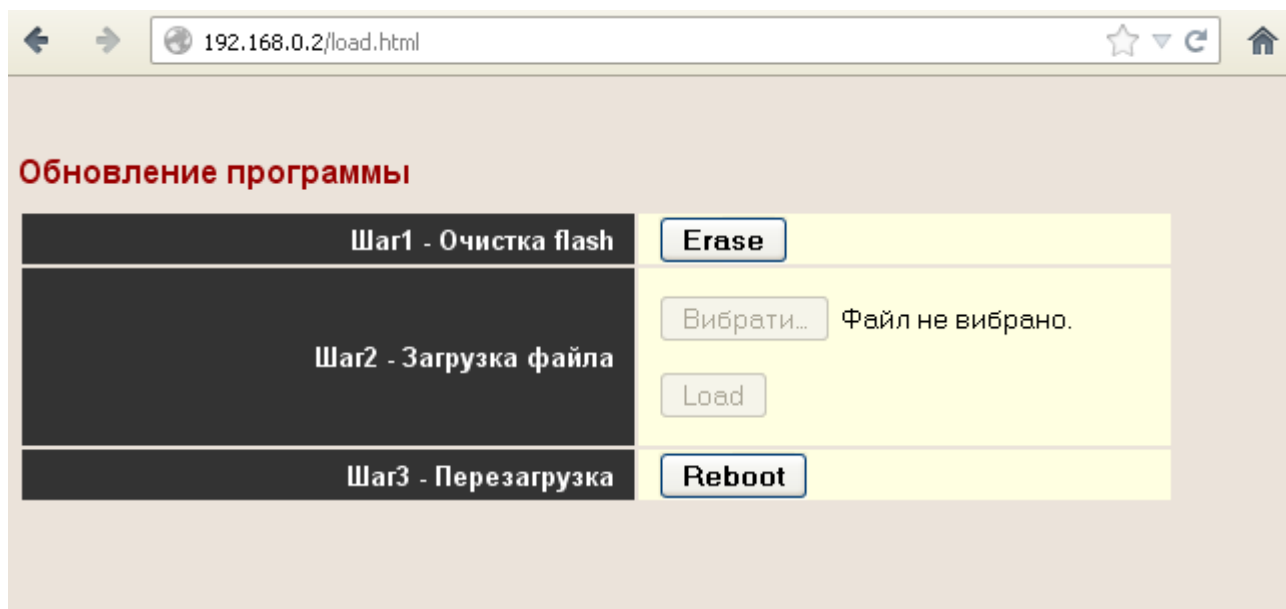 192.168.0.2/load.html
Обновление программы
Шаг1 - Очистка flash
Erase
Вибрати...
Файл не вибрано.
Шаг2 - Загрузка файла
Load
Шаг3 - Перезагрузка
Reboot